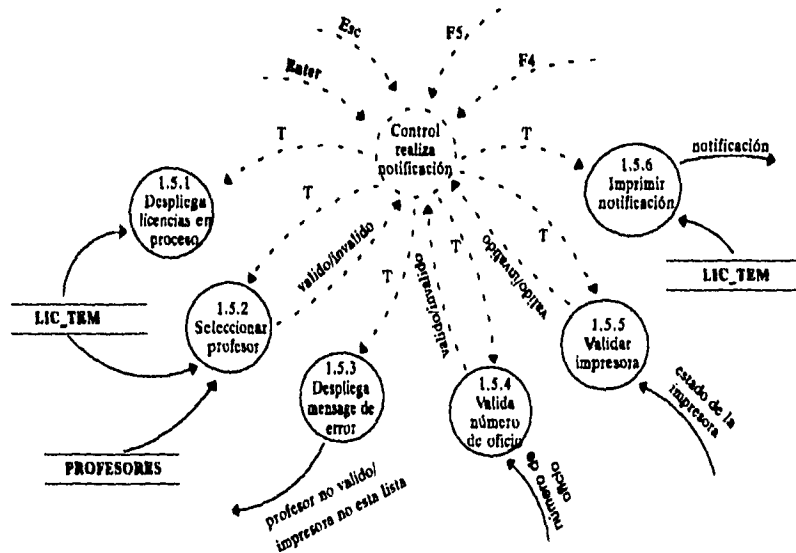 Esc
F5
Enter
F4
Control
realiza
notificación
T
T
1.5.1
Despliega
licencias en
proceso
T
1.5.6
Imprimir
notificación
notificación
T
valido/invalido
T
T
valido/invalido
valido/invalido
LIC_TEM
LIC_TEM
1.5.2
Seleccionar
profesor
1.5.5
Validar
impresora
1.5.3
Despliega
mensage de
error
1.5.4
Valida
número
de oficio
estado de la
impresora
PROFESORES
profesor no valido/
impresora no esta lista
número de
oficio